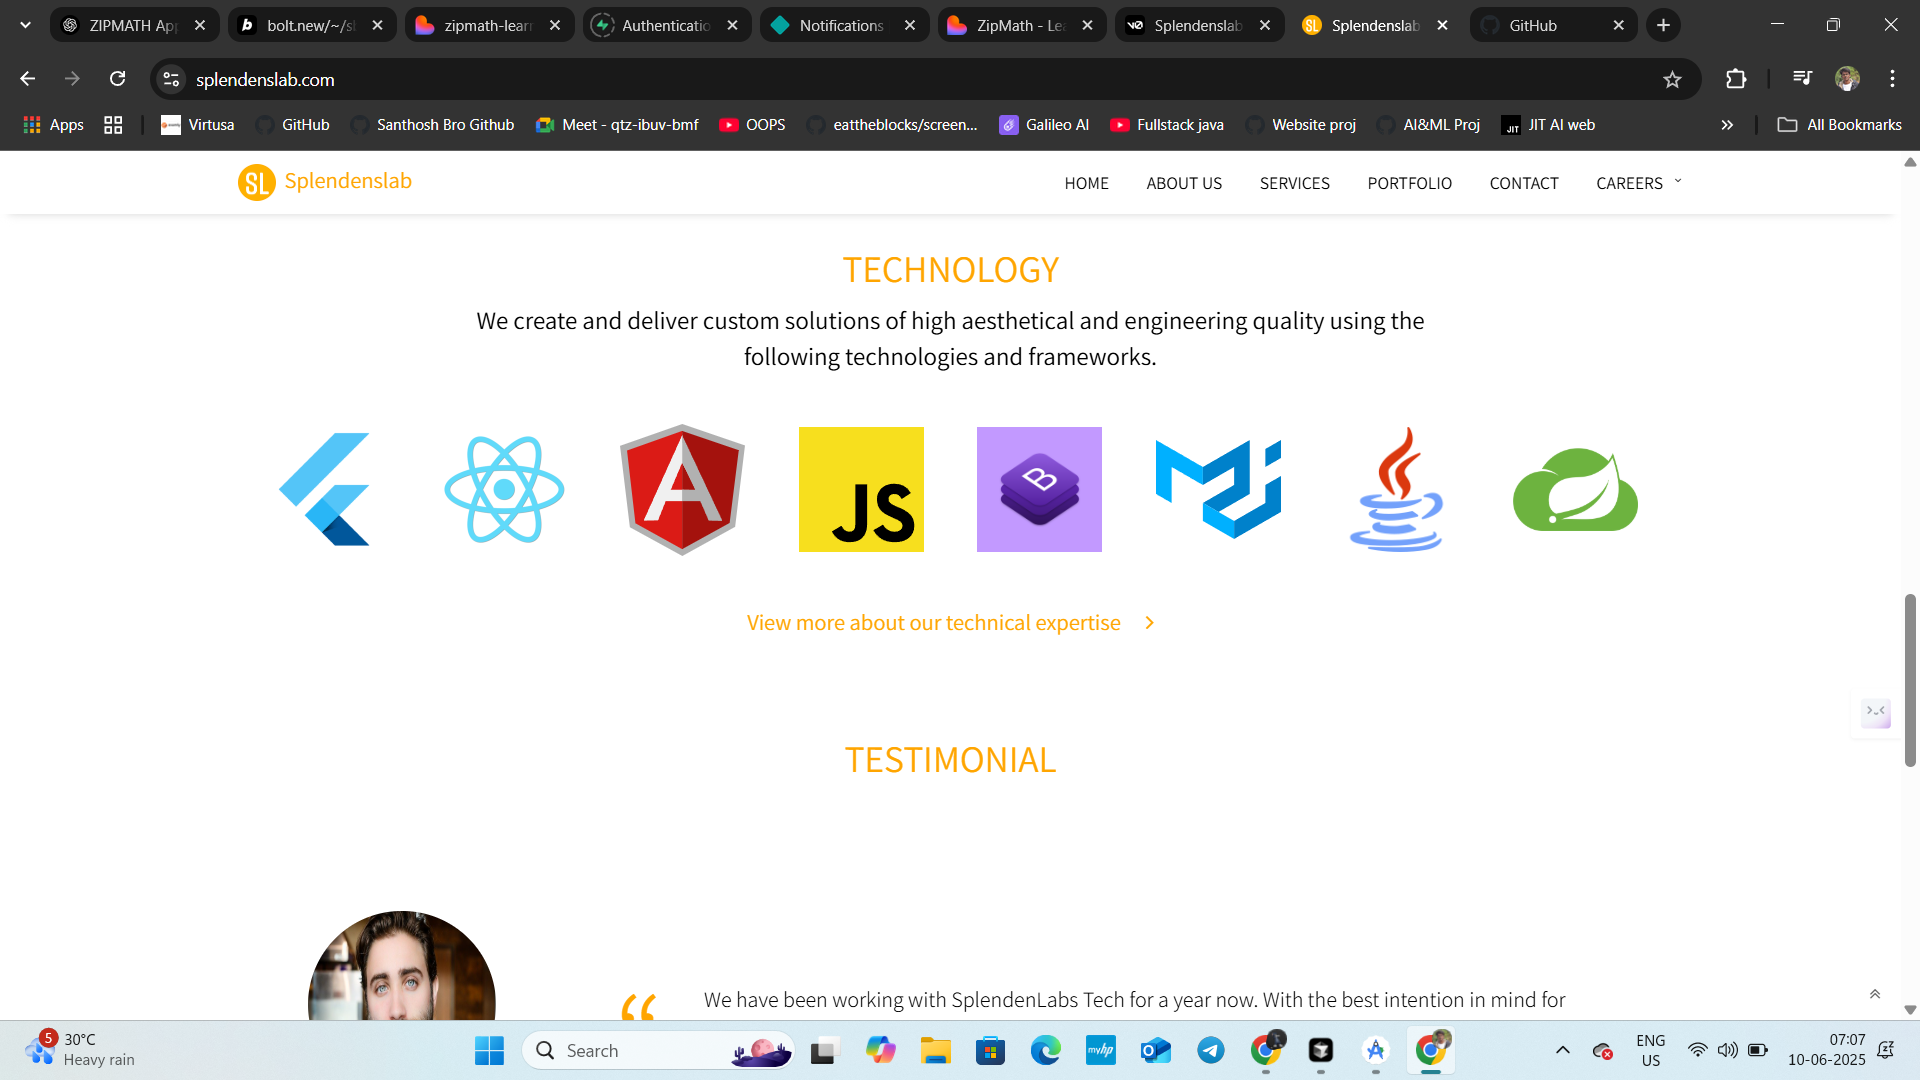 ZIPMATH Ap
bolt.new/~/s
zipmath-lear
Authenticatio
Notifications
ZipMath - Le
Splendenslab
Splendenslab
GitHub
splendenslab.com
Apps
Virtusa
GitHub
Santhosh Bro Github
Meet - qtz-ibuv-bmf
OOPS
eattheblocks/screen...
Galileo AI
Fullstack java
Website proj
AI&ML Proj
JIT
JIT AI web
All Bookmarks
SL Splendenslab
HOME
ABOUT US
SERVICES
PORTFOLIO
CONTACT
CAREERS
TECHNOLOGY
We create and deliver custom solutions of high aesthetical and engineering quality using the
following technologies and frameworks.
A
JS
B
View more about our technical expertise
TESTIMONIAL
“
We have been working with SplendenLabs Tech for a year now. With the best intention in mind for
5
30°C
Heavy rain
Search
myhp
ENG
US
07:07
10-06-2025